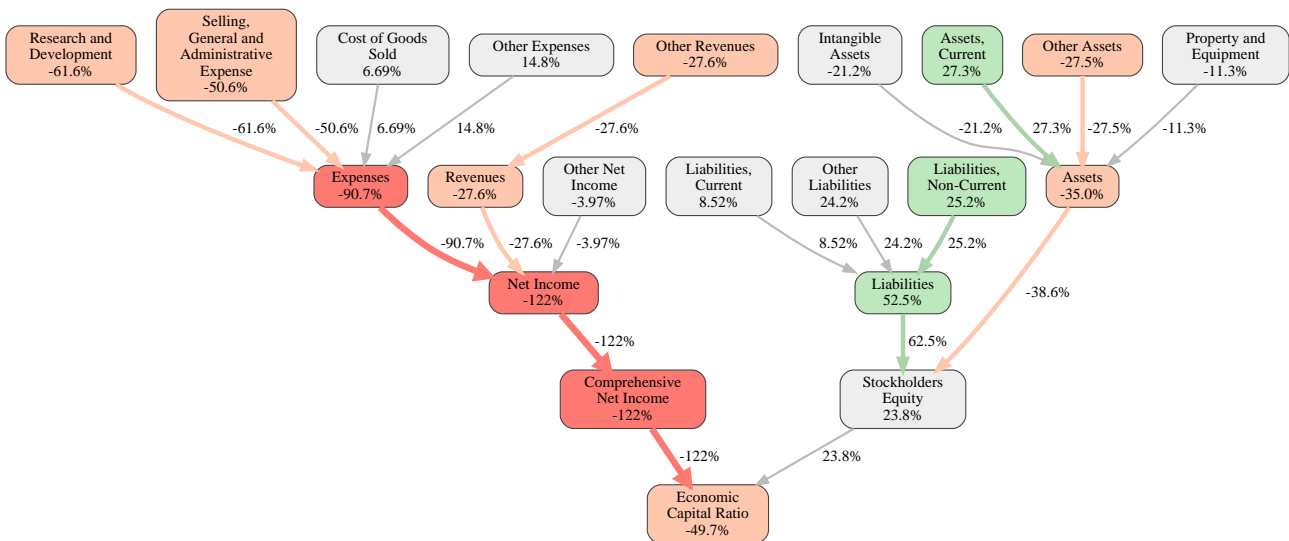 Research and
Development
-61.6%
Selling,
General and
Administrative
Expense
-50.6%
Cost of Goods
Sold
6.69%
Other Expenses
14.8%
Other Revenues
-27.6%
Intangible
Assets
-21.2%
Assets,
Current
27.3%
Other Assets
-27.5%
Property and
Equipment
-11.3%
-61.6%
-50.6%
6.69%
14.8%
-27.6%
-21.2%
27.3%
-27.5%
-11.3%
Expenses
-90.7%
Revenues
-27.6%
Other Net
Income
-3.97%
Liabilities,
Current
8.52%
Other
Liabilities
24.2%
Liabilities,
Non-Current
25.2%
Assets
-35.0%
-90.7%
-27.6%
-3.97%
8.52%
24.2%
25.2%
-38.6%
Net Income
-122%
Liabilities
52.5%
-122%
62.5%
Comprehensive
Net Income
-122%
Stockholders
Equity
23.8%
-122%
23.8%
Economic
Capital Ratio
-49.7%